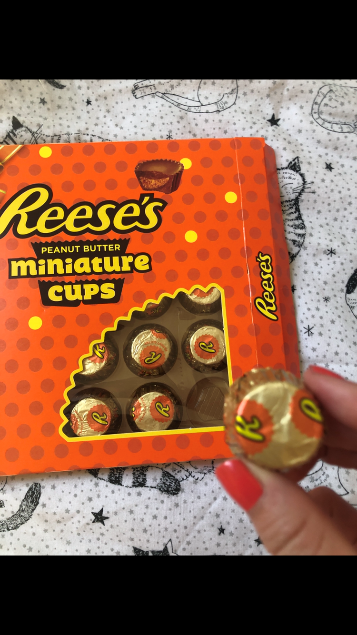 Reese's
PEANUT BUTTER
miniature
cups
Reese's
R
R
R
R
R